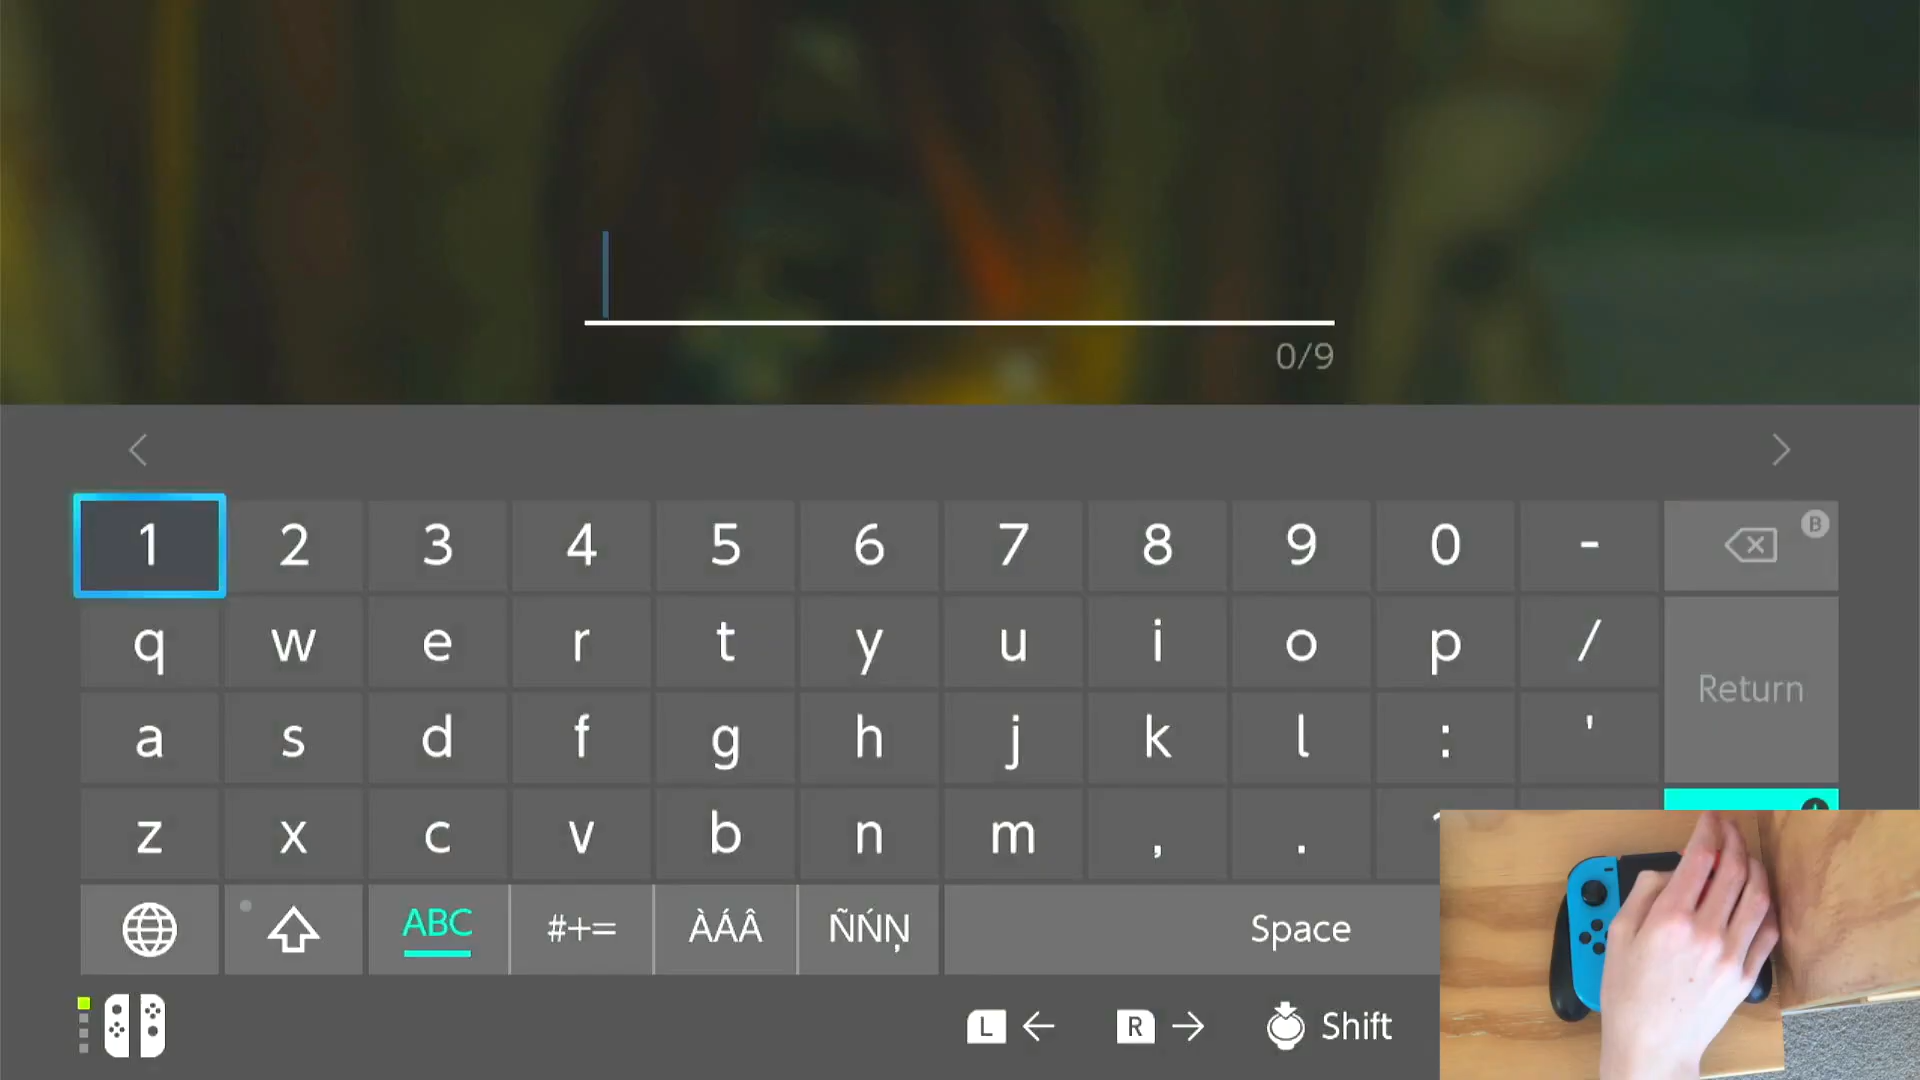 0/9
1 2 3 4 5 6 7 8 9 0 - B
q w e r t y u i o p /
Return
a s d f g h j k l : '
z x c v b n m , .
ABC #+= ÀÁÂ ÑŃŅ Space
L ← R → Shift